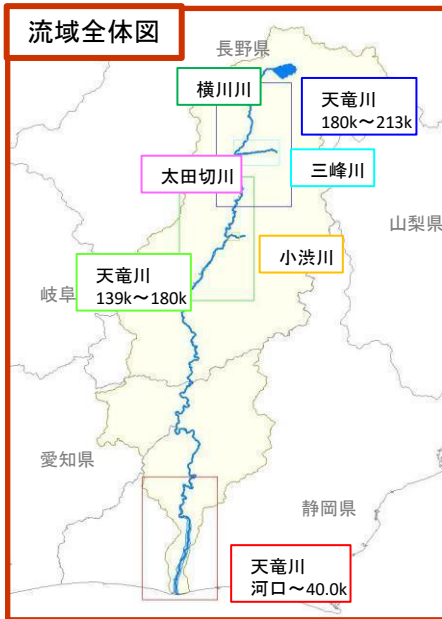 流域全体図
長野県
横川川
天竜川
180k～213k
太田切川
三峰川
山梨県
小渋川
天竜川
139k～180k
岐阜
愛知県
静岡県
天竜川
河口～40.0k